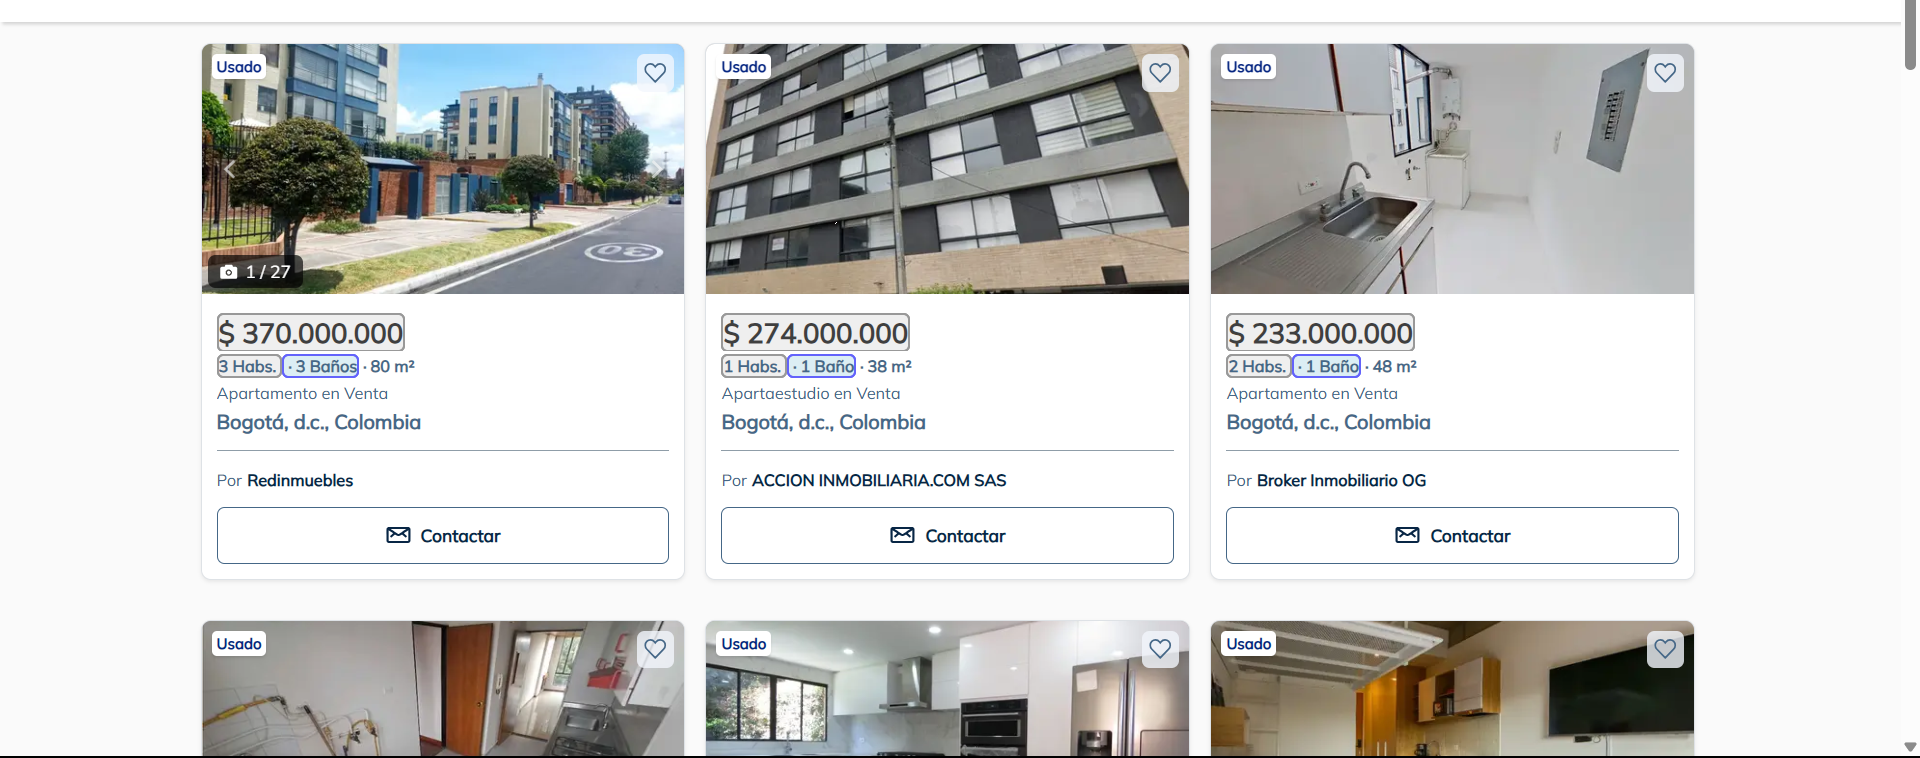 Usado
1 / 27
$ 370.000.000
3 Habs. · 3 Baños · 80 m²
Apartamento en Venta
Bogotá, d.c., Colombia
Por Redinmuebles
Contactar
Usado
$ 274.000.000
1 Habs. · 1 Baño · 38 m²
Apartaestudio en Venta
Bogotá, d.c., Colombia
Por ACCION INMOBILIARIA.COM SAS
Contactar
Usado
$ 233.000.000
2 Habs. · 1 Baño · 48 m²
Apartamento en Venta
Bogotá, d.c., Colombia
Por Broker Inmobiliario OG
Contactar
Usado
Usado
Usado